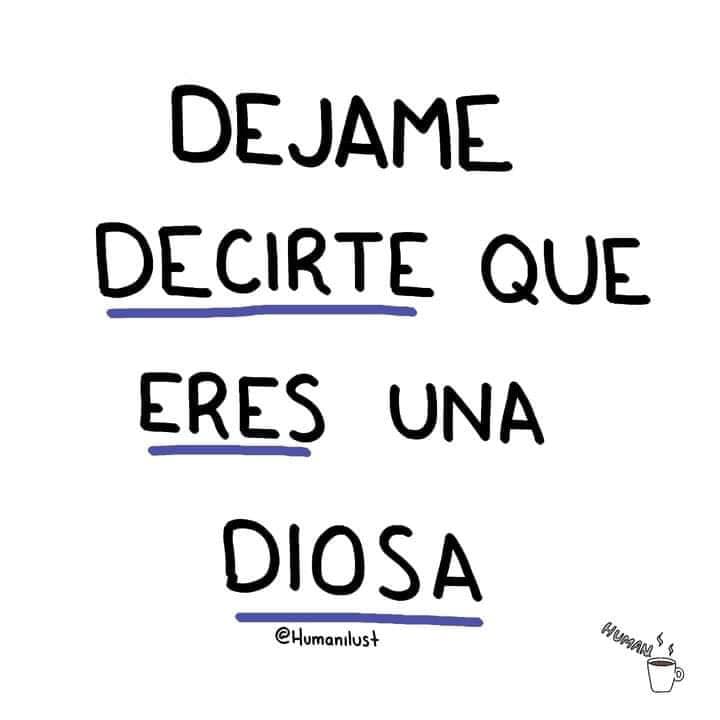 DEJAME
DECIRTE QUE
ERES UNA
DIOSA
@Humanilust
HUMAN